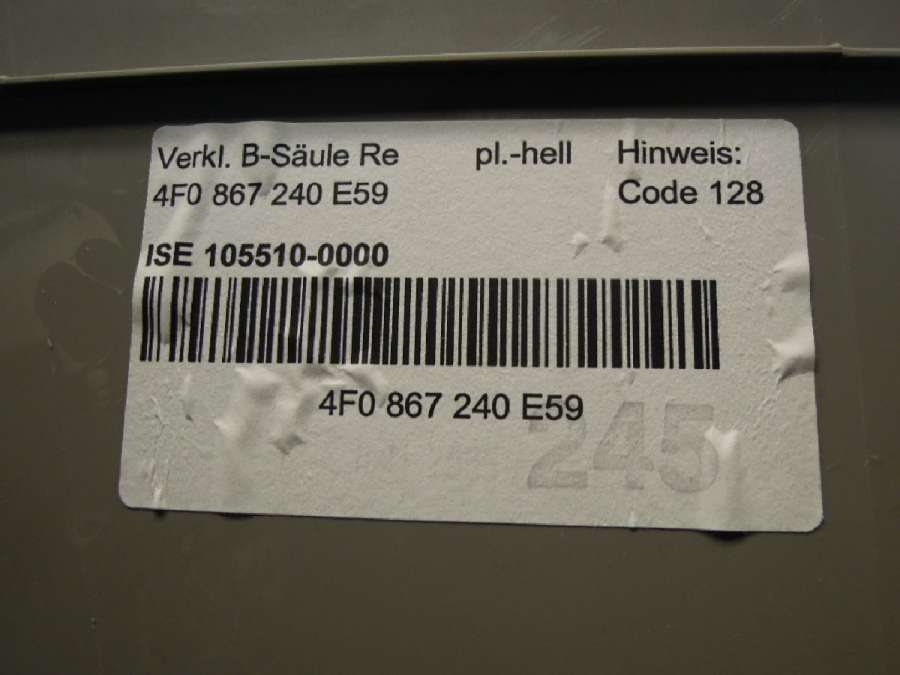 Verkl. B-Säule Re pl.-hell Hinweis:
4F0 867 240 E59 Code 128
ISE 105510-0000
4F0 867 240 E59
245